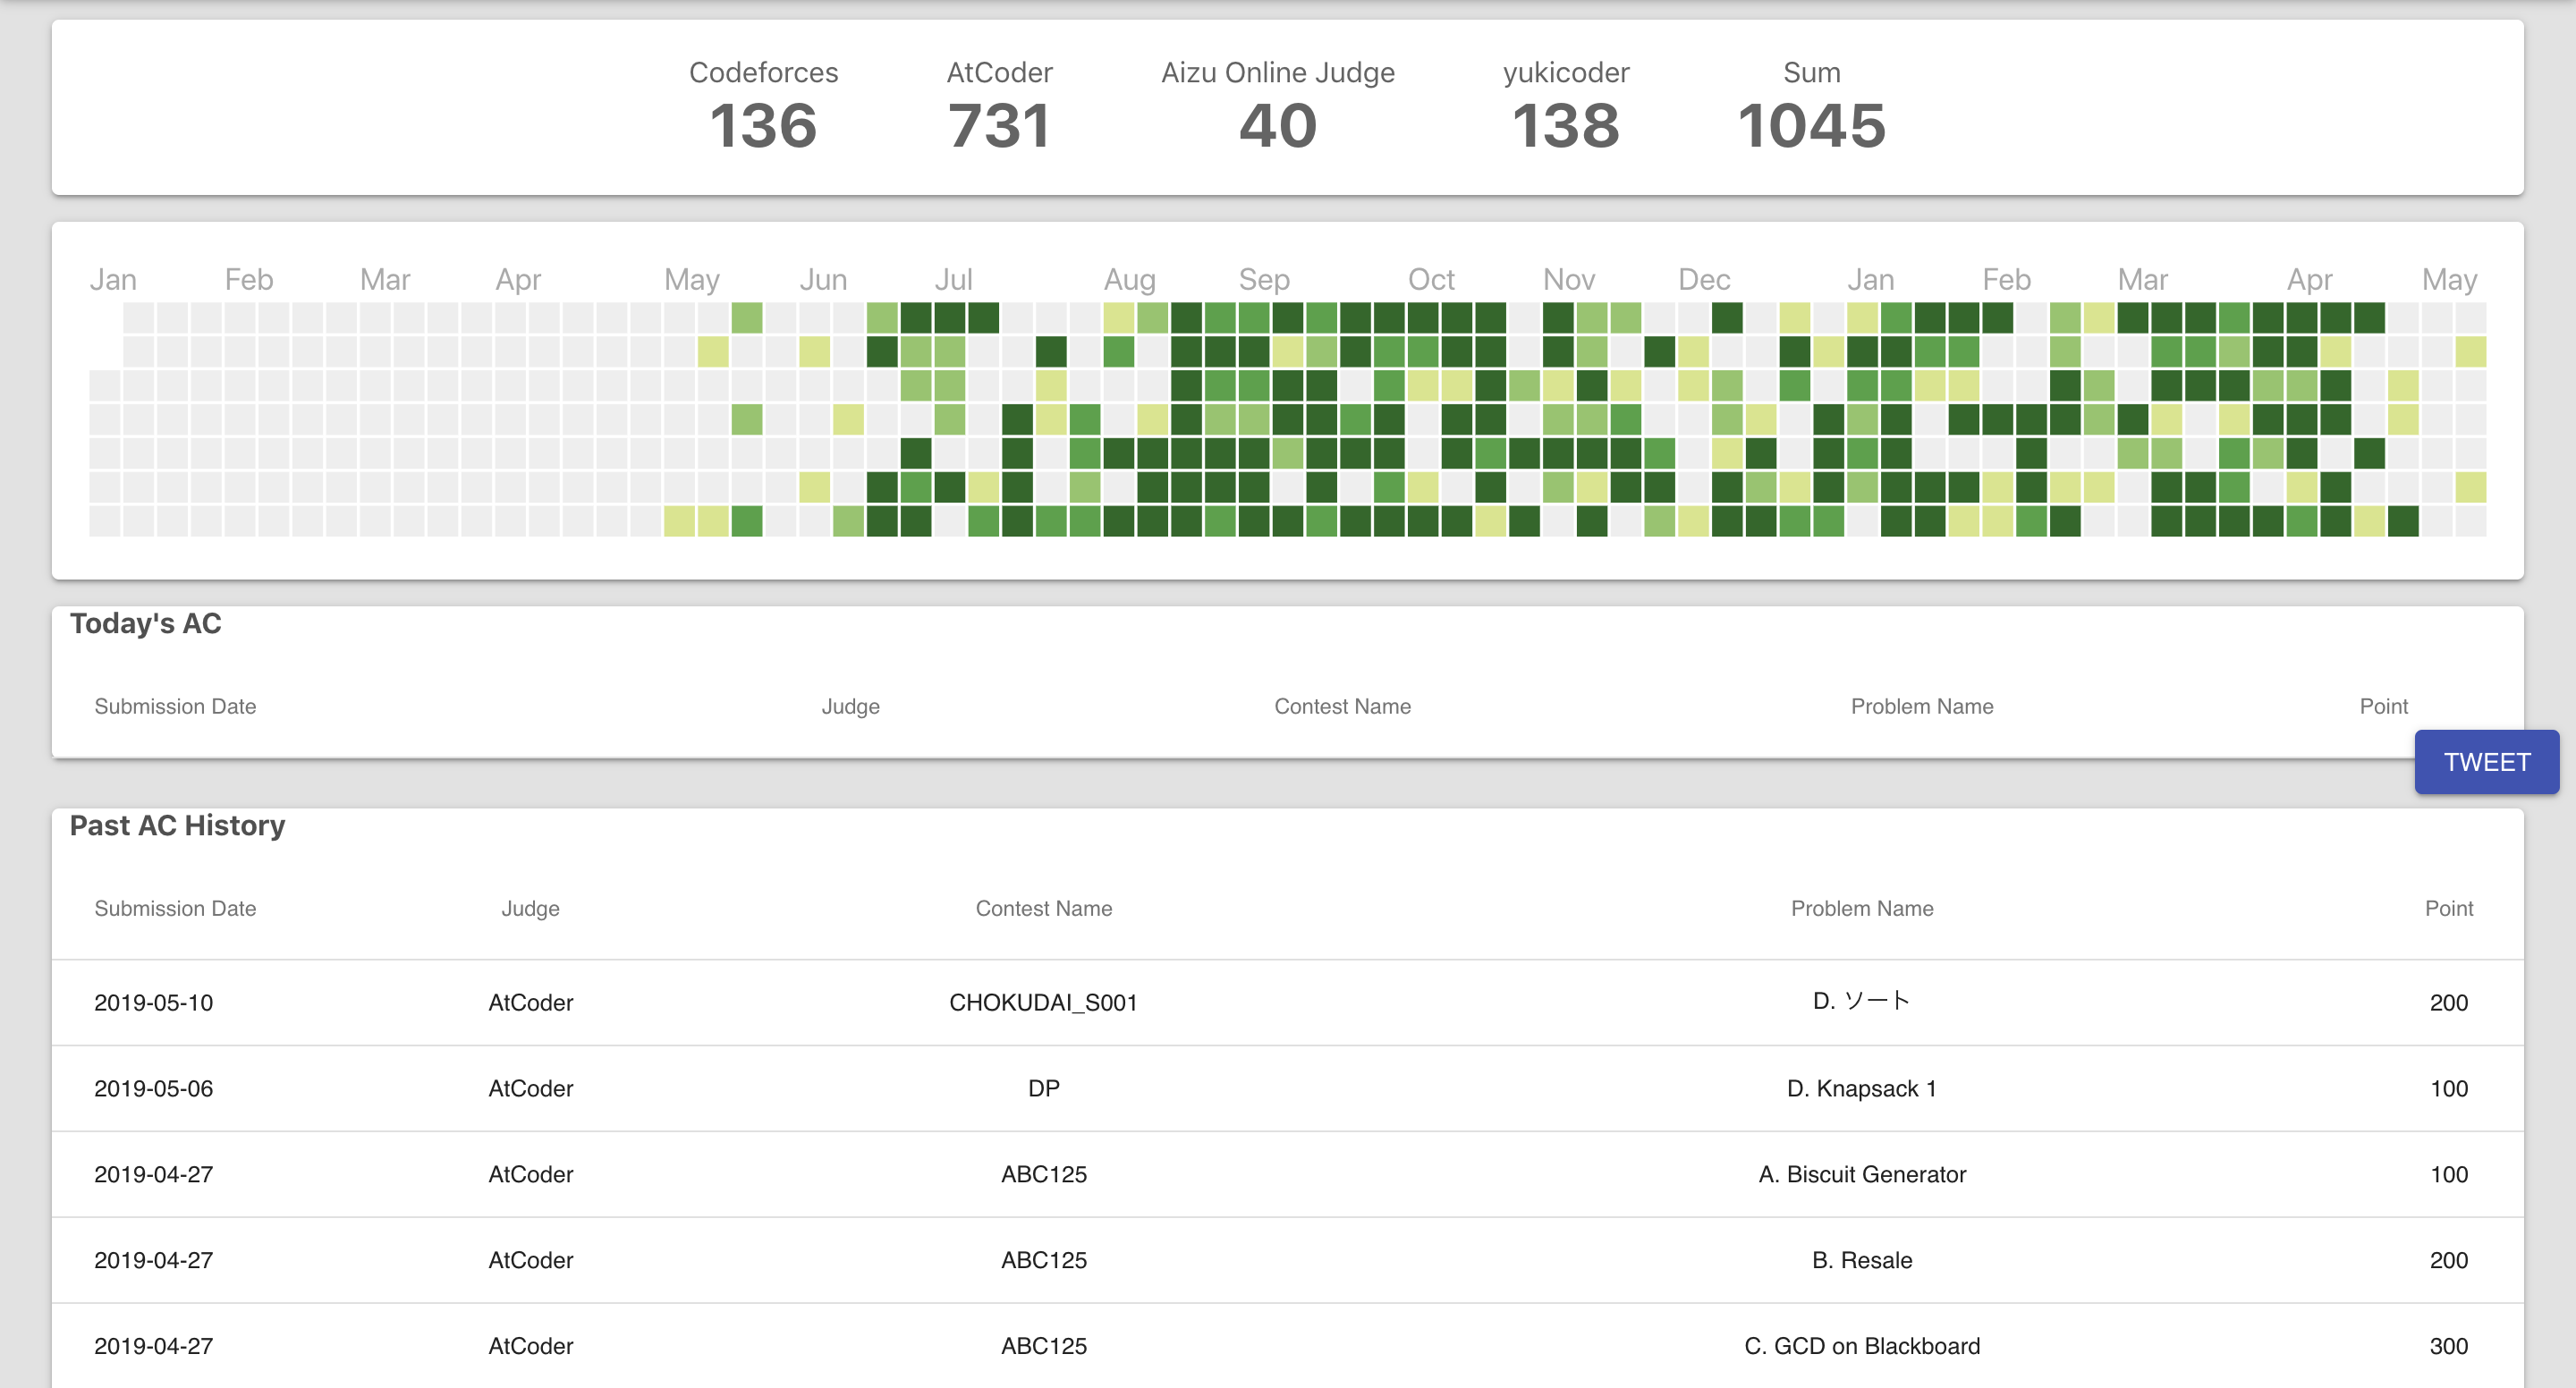 Codeforces AtCoder Aizu Online Judge yukicoder Sum
136 731 40 138 1045
Jan Feb Mar Apr May Jun Jul Aug Sep Oct Nov Dec Jan Feb Mar Apr May
Today's AC
Submission Date Judge Contest Name Problem Name Point
TWEET
Past AC History
Submission Date Judge Contest Name Problem Name Point
2019-05-10 AtCoder CHOKUDAI_S001 D. ソート 200
2019-05-06 AtCoder DP D. Knapsack 1 100
2019-04-27 AtCoder ABC125 A. Biscuit Generator 100
2019-04-27 AtCoder ABC125 B. Resale 200
2019-04-27 AtCoder ABC125 C. GCD on Blackboard 300